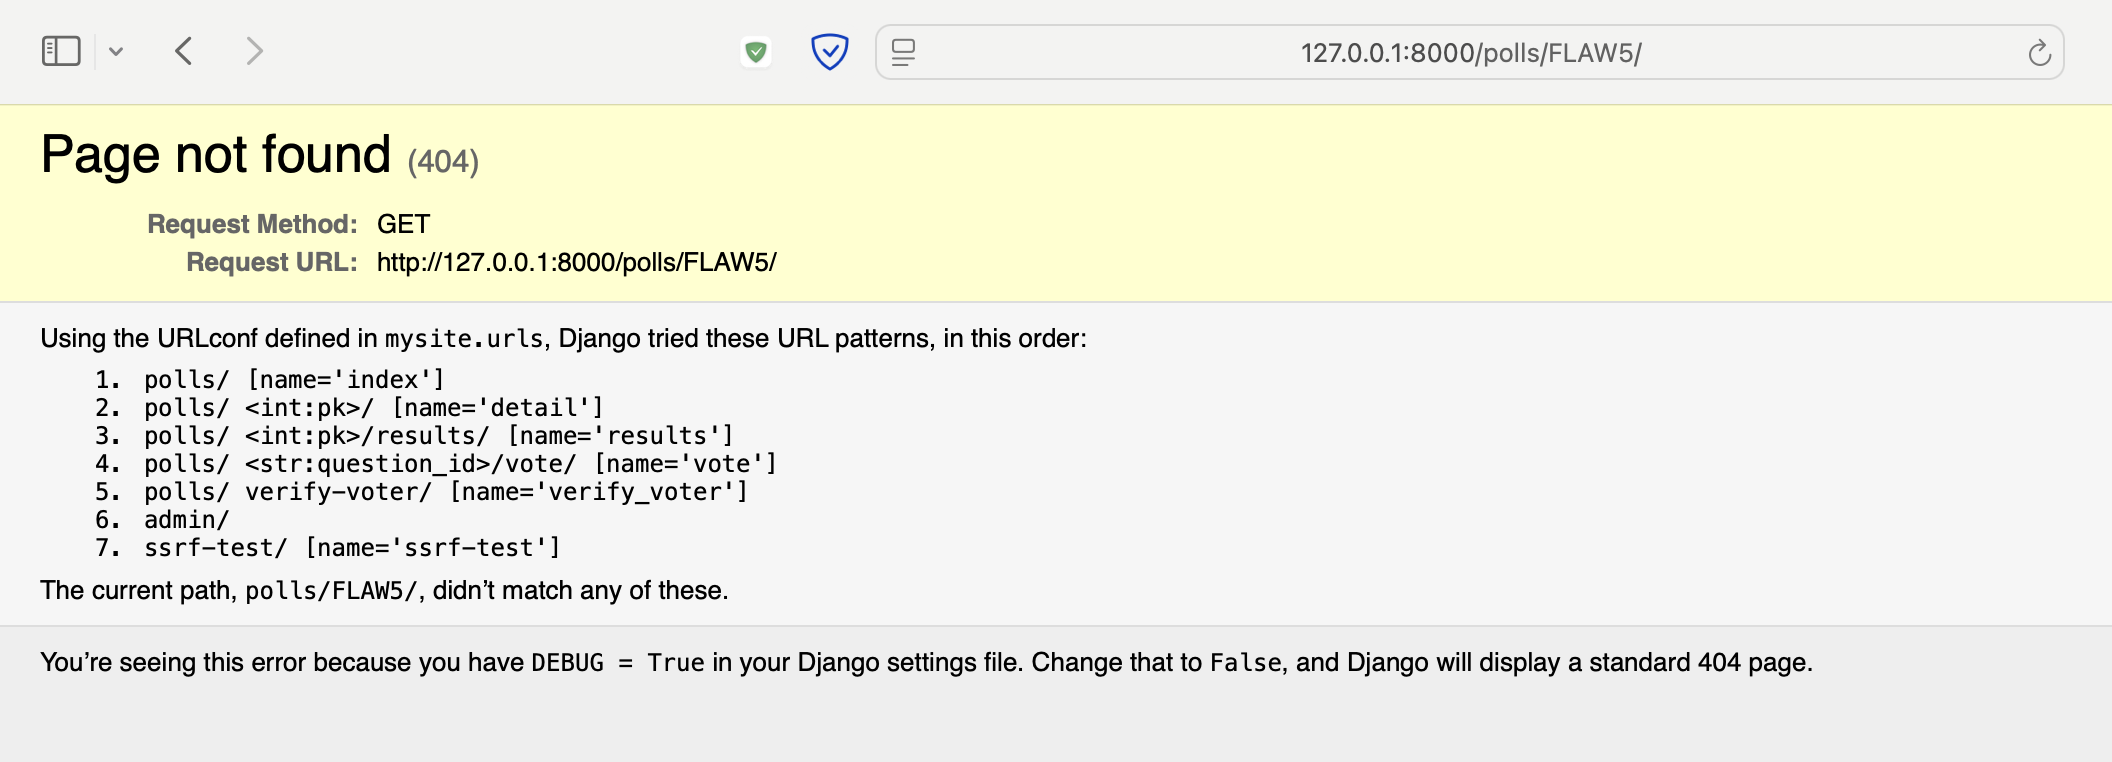 127.0.0.1:8000/polls/FLAW5/
Page not found (404)
Request Method: GET
Request URL: http://127.0.0.1:8000/polls/FLAW5/
Using the URLconf defined in mysite.urls, Django tried these URL patterns, in this order:
1. polls/ [name='index']
2. polls/ <int:pk>/ [name='detail']
3. polls/ <int:pk>/results/ [name='results']
4. polls/ <str:question_id>/vote/ [name='vote']
5. polls/ verify-voter/ [name='verify_voter']
6. admin/
7. ssrf-test/ [name='ssrf-test']
The current path, polls/FLAW5/, didn’t match any of these.
You’re seeing this error because you have DEBUG = True in your Django settings file. Change that to False, and Django will display a standard 404 page.